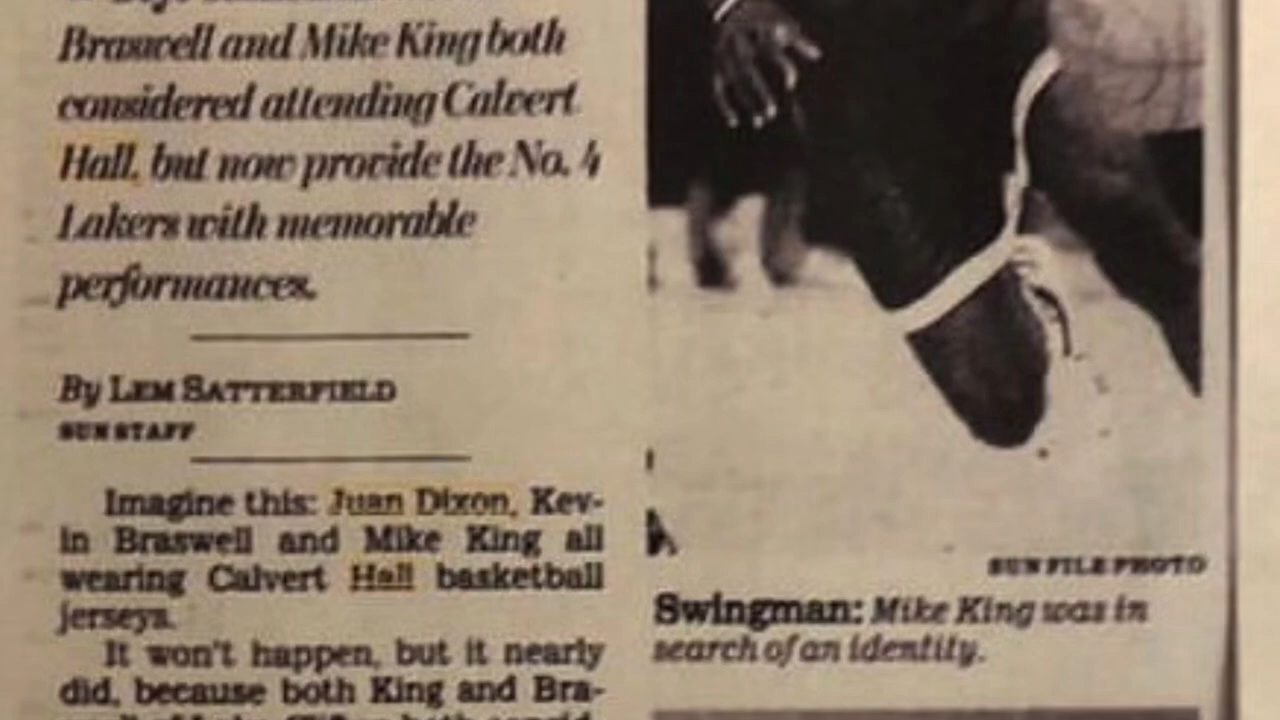 Braswell and Mike King both
considered attending Calvert
Hall, but now provide the No. 4
Lakers with memorable
performances.
By LEM SATTERFIELD
SUN STAFF
Imagine this: Juan Dixon, Kev-
in Braswell and Mike King all
wearing Calvert Hall basketball
jerseys.
It won't happen, but it nearly
did, because both King and Bra-
SUN FILE PHOTO
Swingman: Mike King was in
search of an identity.